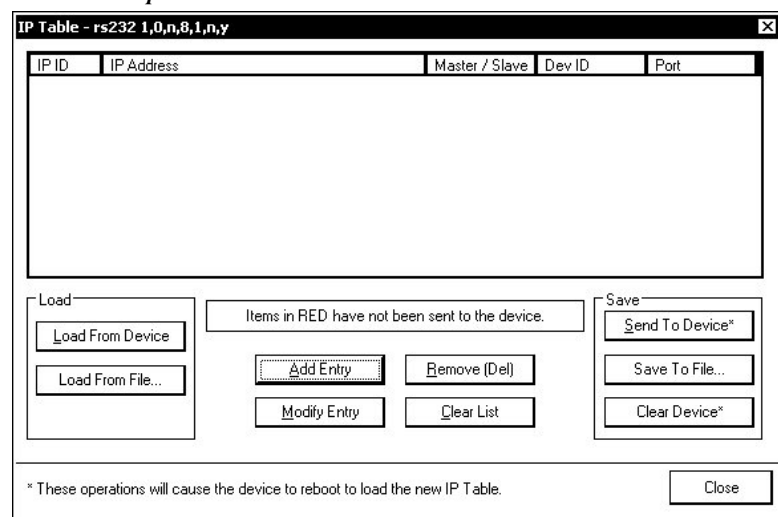 IP Table - rs232 1,0,n,8,1,n,y
IP ID IP Address Master / Slave Dev ID Port
Load
Load From Device
Load From File...
Items in RED have not been sent to the device.
Add Entry Remove (Del)
Modify Entry Clear List
Save
Send To Device*
Save To File...
Clear Device*
* These operations will cause the device to reboot to load the new IP Table.
Close